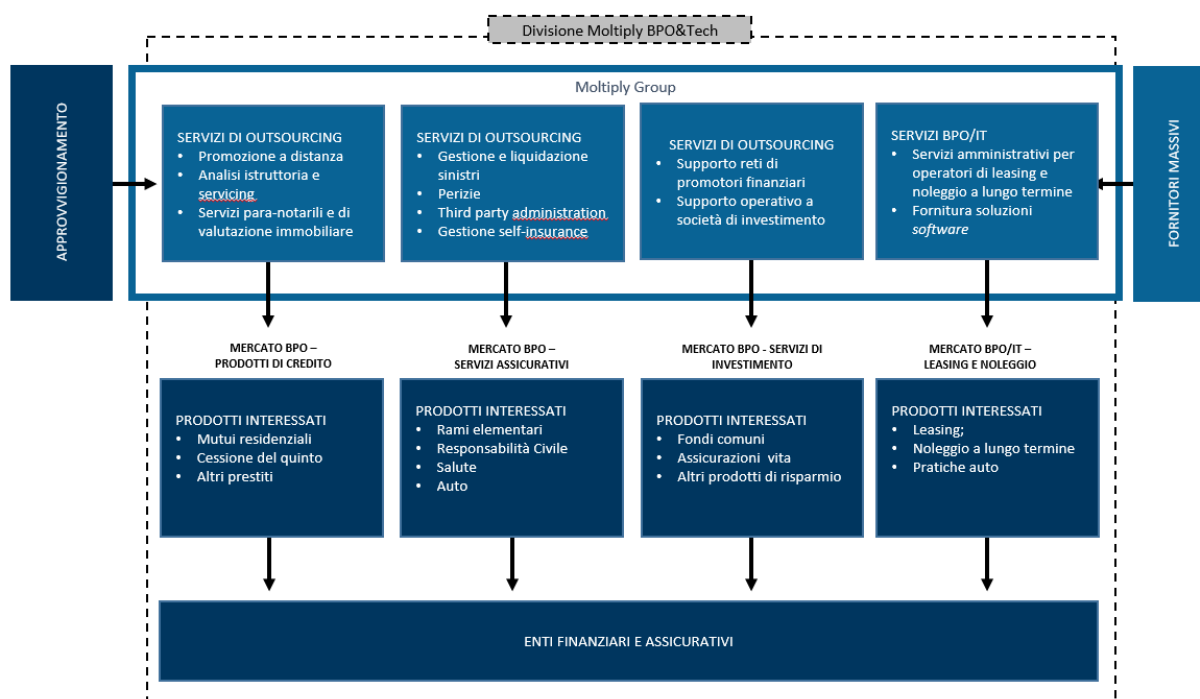 Divisione Moltiply BPO&Tech
Moltiply Group
APPROVVIGIONAMENTO
SERVIZI DI OUTSOURCING
• Promozione a distanza
• Analisi istruttoria e
servicing
• Servizi para-notarili e di
valutazione immobiliare
SERVIZI DI OUTSOURCING
• Gestione e liquidazione
sinistri
• Perizie
• Third party administration
• Gestione self-insurance
SERVIZI DI OUTSOURCING
• Supporto reti di
promotori finanziari
• Supporto operativo a
società di investimento
SERVIZI BPO/IT
• Servizi amministrativi per
operatori di leasing e
noleggio a lungo termine
• Fornitura soluzioni
software
FORNITORI MASSIVI
MERCATO BPO –
PRODOTTI DI CREDITO
MERCATO BPO –
SERVIZI ASSICURATIVI
MERCATO BPO - SERVIZI DI
INVESTIMENTO
MERCATO BPO/IT –
LEASING E NOLEGGIO
PRODOTTI INTERESSATI
• Mutui residenziali
• Cessione del quinto
• Altri prestiti
PRODOTTI INTERESSATI
• Rami elementari
• Responsabilità Civile
• Salute
• Auto
PRODOTTI INTERESSATI
• Fondi comuni
• Assicurazioni vita
• Altri prodotti di risparmio
PRODOTTI INTERESSATI
• Leasing;
• Noleggio a lungo termine
• Pratiche auto
ENTI FINANZIARI E ASSICURATIVI